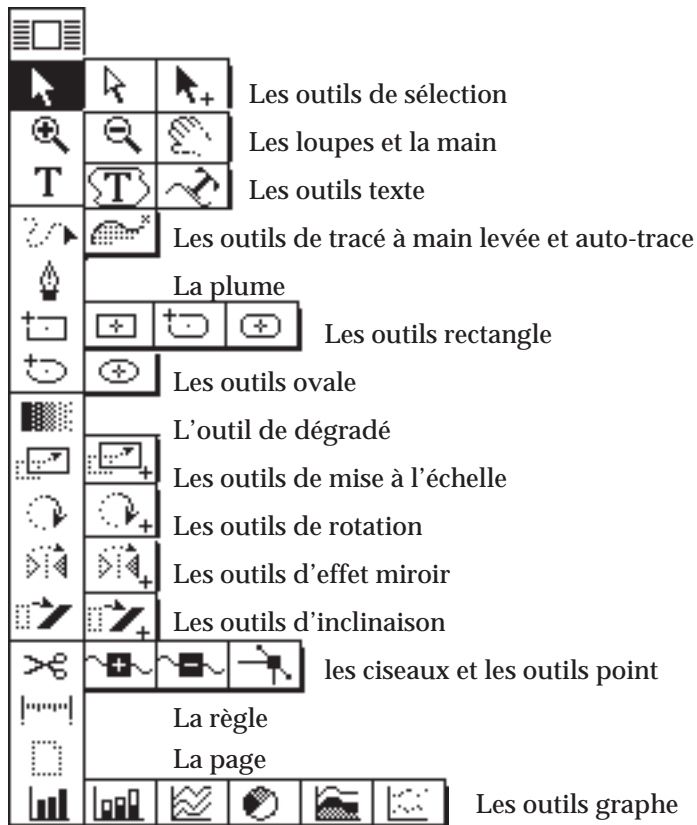 Les outils de sélection
Les loupes et la main
T T T Les outils texte
Les outils de tracé à main levée et auto-trace
La plume
Les outils rectangle
Les outils ovale
L'outil de dégradé
Les outils de mise à l'échelle
Les outils de rotation
Les outils d'effet miroir
Les outils d'inclinaison
les ciseaux et les outils point
La règle
La page
Les outils graphe